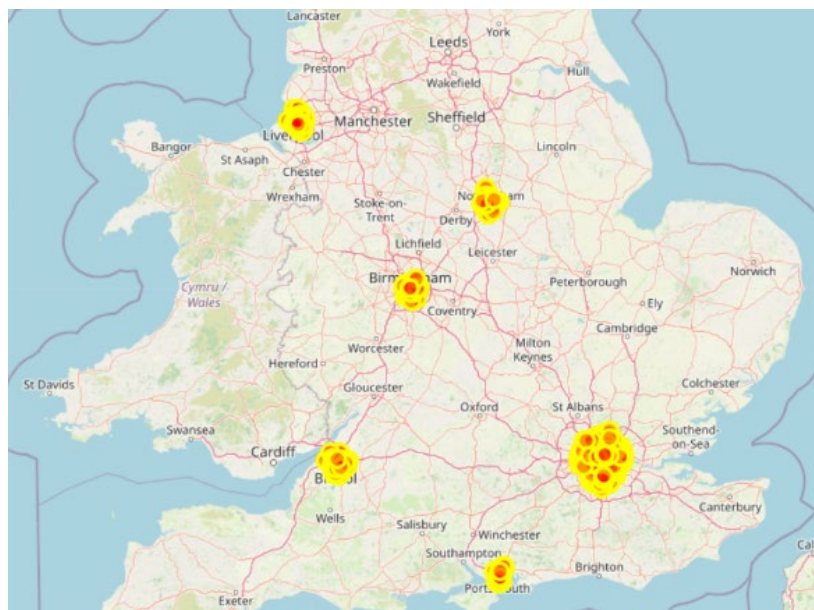 Lancaster
York
Leeds
Preston
Hull
Wakefield
Manchester
Sheffield
Liverpool
Bangor
St Asaph
Chester
Lincoln
Wrexham
Stoke-on-
Trent
Derby
Lichfield
Leicester
Norwich
Cymru /
Wales
Peterborough
Ely
Coventry
Cambridge
Worcester
Milton
Keynes
Hereford
St Davids
Gloucester
Colchester
Oxford
St Albans
Swansea
Southend-
on-Sea
Cardiff
Wells
Canterbury
Salisbury
Winchester
Southampton
Cal
Brighton
Exeter